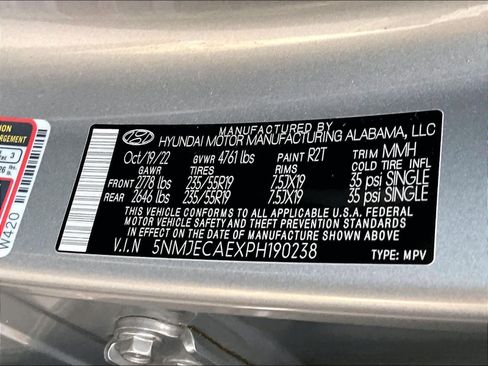 MANUFACTURED BY
HYUNDAI MOTOR MANUFACTURING ALABAMA, LLC
Oct/19/22 GVWR 4761 lbs PAINT R2T TRIM MMH
GAWR TIRES RIMS COLD TIRE INFL
FRONT 2778 lbs 235/55R19 7.5JX19 35 psi SINGLE
REAR 2646 lbs 235/55R19 7.5JX19 35 psi SINGLE
THIS VEHICLE CONFORMS TO ALL APPLICABLE U.S.A. FEDERAL
MOTOR VEHICLE SAFETY AND THEFT PREVENTION STANDARDS
IN EFFECT ON THE DATE OF MANUFACTURE SHOWN ABOVE
V.I.N 5NMJECAEXPH190238 TYPE: MPV
3
W420